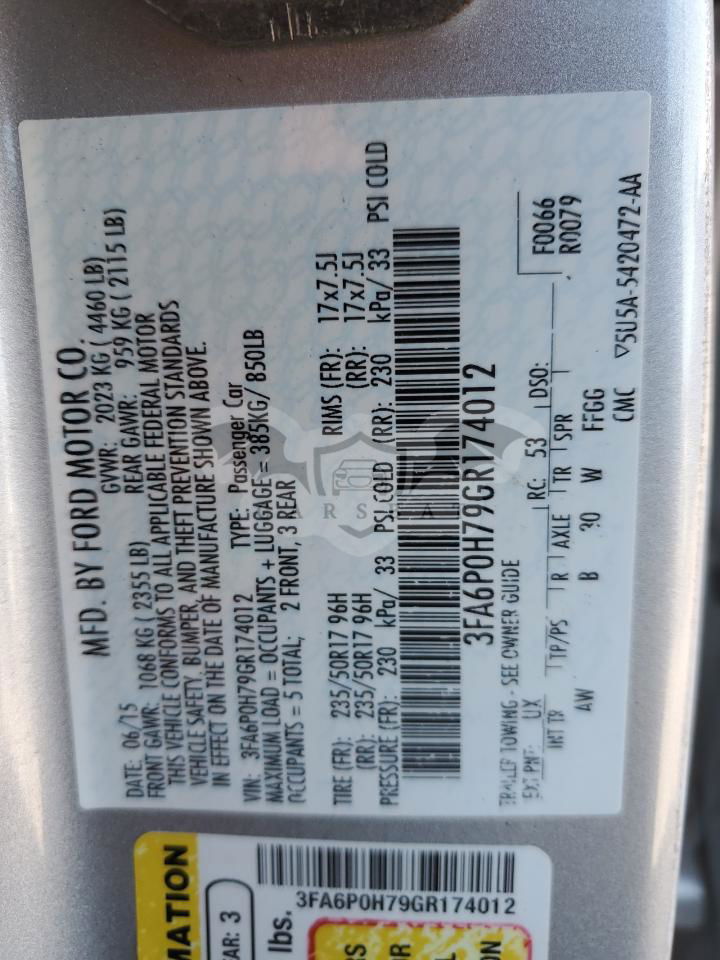 MFD. BY FORD MOTOR CO.
DATE: 06/15 GVWR: 2023 KG ( 4460 LB)
FRONT GAWR: 1068 KG ( 2355 LB) REAR GAWR: 959 KG ( 2115 LB)
THIS VEHICLE CONFORMS TO ALL APPLICABLE FEDERAL MOTOR
VEHICLE SAFETY, BUMPER, AND THEFT PREVENTION STANDARDS
IN EFFECT ON THE DATE OF MANUFACTURE SHOWN ABOVE.
VIN: 3FA6P0H79GR174012 TYPE: Passenger Car
MAXIMUM LOAD = OCCUPANTS + LUGGAGE = 385KG/ 850LB
OCCUPANTS = 5 TOTAL; 2 FRONT, 3 REAR
TIRE (FR): 235/50R17 96H RIMS (FR): 17x7.5J
(RR): 235/50R17 96H (RR): 17x7.5J
PRESSURE (FR): 230 kPa/ 33 PSI COLD (RR): 230 kPa/ 33 PSI COLD
3FA6P0H79GR174012
TRAILER TOWING - SEE OWNER GUIDE
F0066
EXT PNT: UX RC: 53 DSO: R0079
INT TR TP/PS R AXLE TR SPR
AW B 30 W FFGG
CMC ▽5U5A-5420472-AA
3FA6P0H79GR174012
MATION
EAR: 3
lbs.